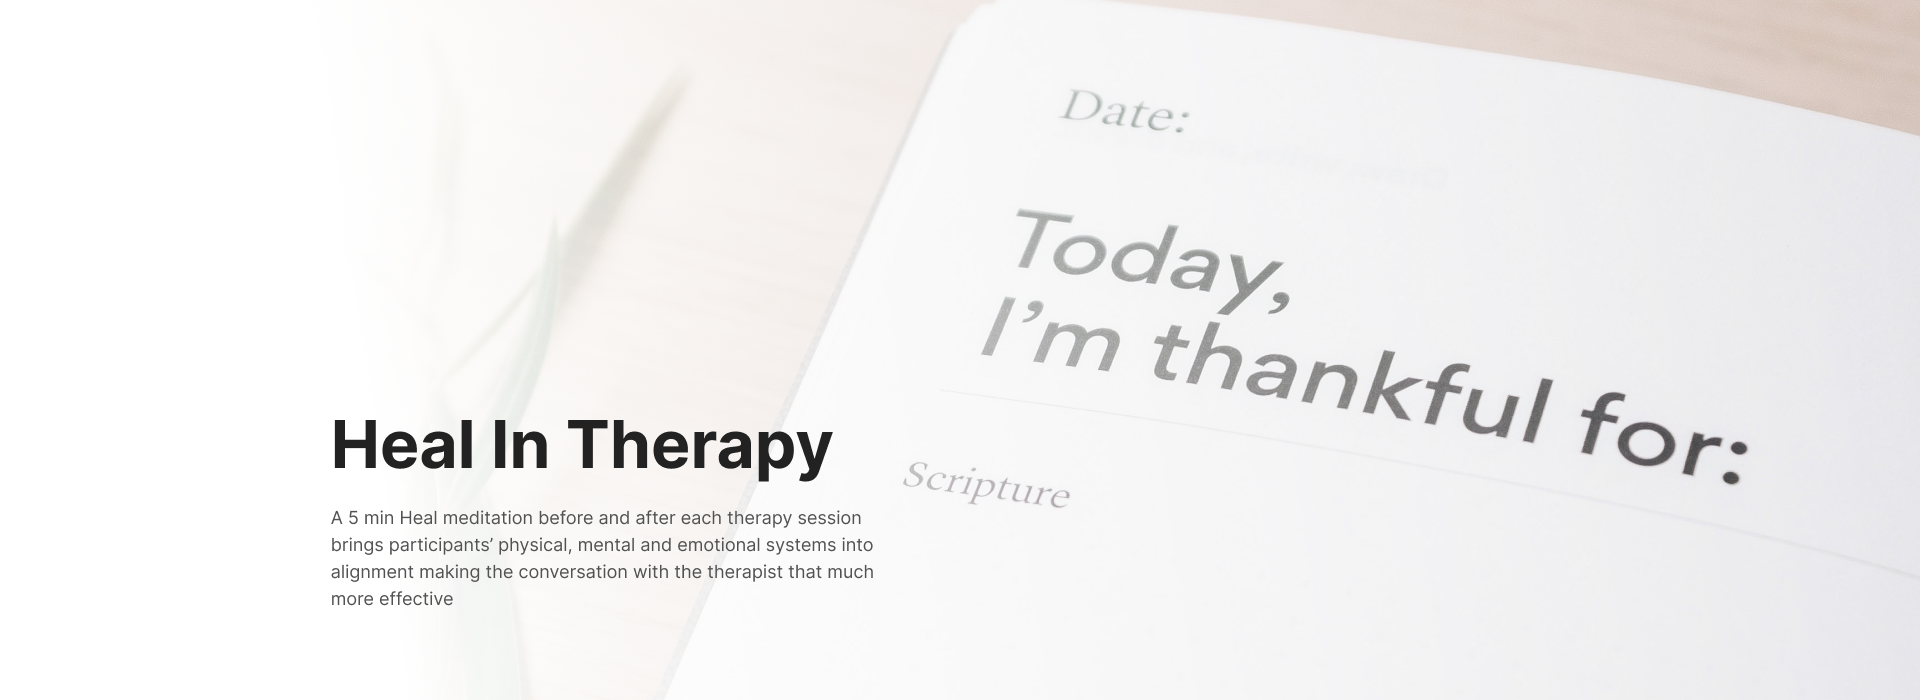 Date:
Today,
I’m thankful for:
Scripture
Heal In Therapy
A 5 min Heal meditation before and after each therapy session
brings participants’ physical, mental and emotional systems into
alignment making the conversation with the therapist that much
more effective